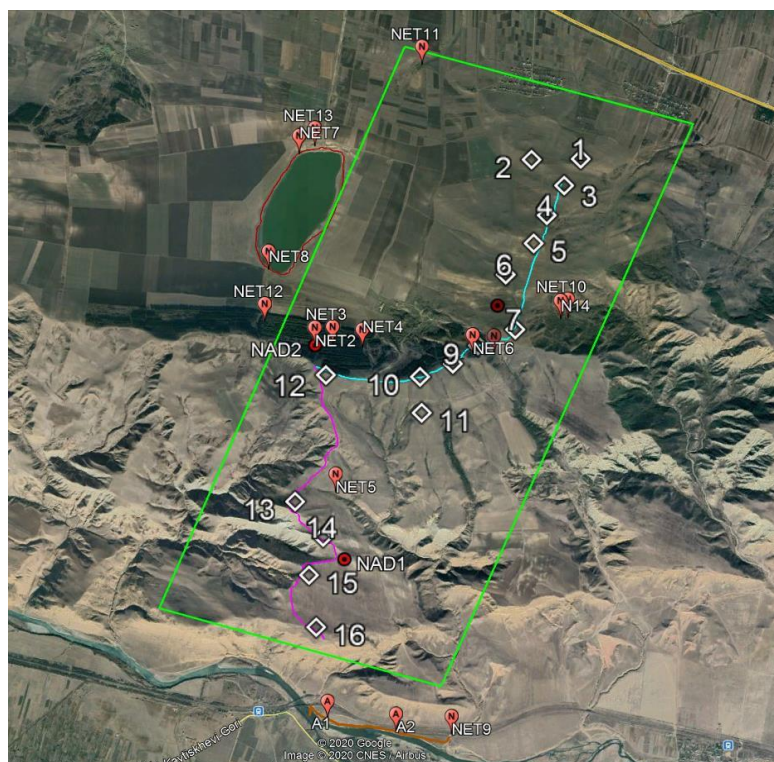 NET11
NET13
NET7
1
2
3
4
5
NET8
6
NET10
N14
NET12
NET3
NET2
NET4
7
NET6
NAD2
9
12
10
11
NET5
13
14
NAD1
15
16
A1
A2
NET9
Kavtiskhevi Gori
© 2020 Google
Image © 2020 CNES / Airbus